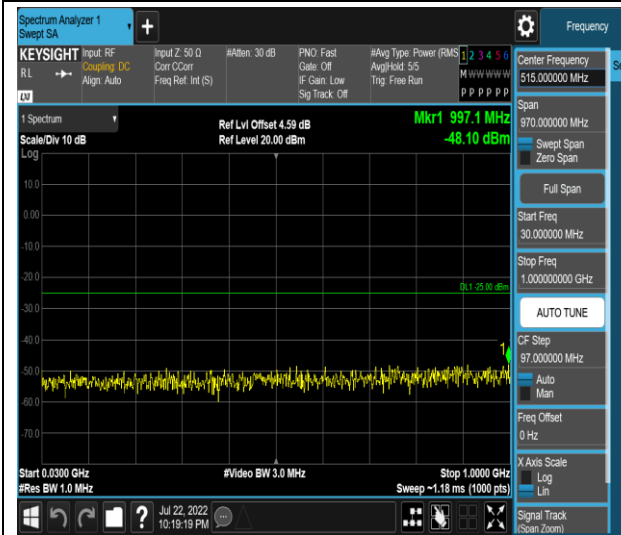 Spectrum Analyzer 1
Swept SA
Frequency
KEYSIGHT
RL
LXI
Input: RF
Coupling: DC
Align: Auto
Input Z: 50 Ω
Corr CCorr
Freq Ref: Int (S)
#Atten: 30 dB
PNO: Fast
Gate: Off
IF Gain: Low
Sig Track: Off
#Avg Type: Power (RMS
Avg|Hold: 5/5
Trig: Free Run
1 2 3 4 5 6
M W W W W W
P P P P P P
1 Spectrum
Scale/Div 10 dB
Log
Ref Lvl Offset 4.59 dB
Ref Level 20.00 dBm
Mkr1 997.1 MHz
-48.10 dBm
10.0
0.00
-10.0
-20.0
DL1 -25.00 dBm
-30.0
-40.0
1
-50.0
-60.0
-70.0
Start 0.0300 GHz
#Res BW 1.0 MHz
#Video BW 3.0 MHz
Stop 1.0000 GHz
Sweep ~1.18 ms (1000 pts)
?
Jul 22, 2022
10:19:19 PM
Center Frequency
515.000000 MHz
Span
970.000000 MHz
Swept Span
Zero Span
Full Span
Start Freq
30.000000 MHz
Stop Freq
1.000000000 GHz
AUTO TUNE
CF Step
97.000000 MHz
Auto
Man
Freq Offset
0 Hz
X Axis Scale
Log
Lin
Signal Track
(Span Zoom)